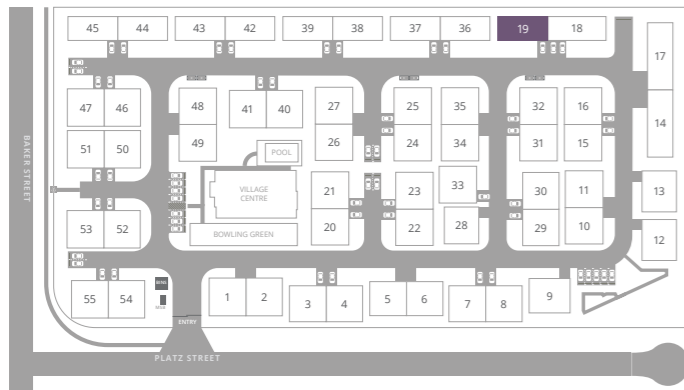 45 44 43 42 39 38 37 36 19 18
17
47 46 48 41 40 27 25 35 32 16
14
51 50 49 26 24 34 31 15
POOL
BAKER STREET
VILLAGE
CENTRE
21 23 33 30 11 13
53 52 20 22 28 29 10
BOWLING GREEN
12
55 54 1 2 3 4 5 6 7 8 9
ENTRY
PLATZ STREET